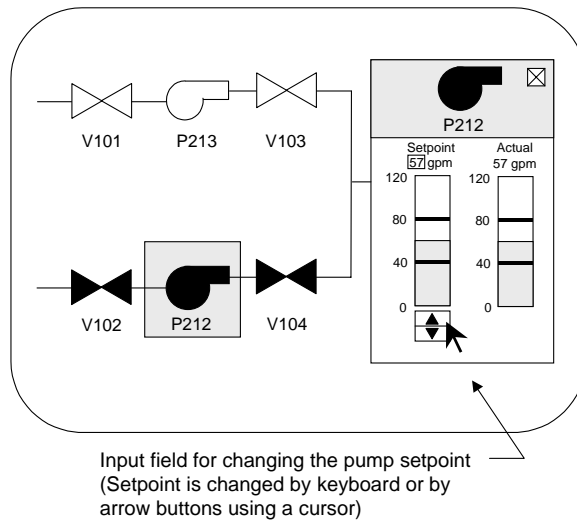 V101
P213
V103
V102
P212
V104
P212
Setpoint
57 gpm
Actual
57 gpm
120
80
40
0
120
80
40
0
Input field for changing the pump setpoint
(Setpoint is changed by keyboard or by
arrow buttons using a cursor)